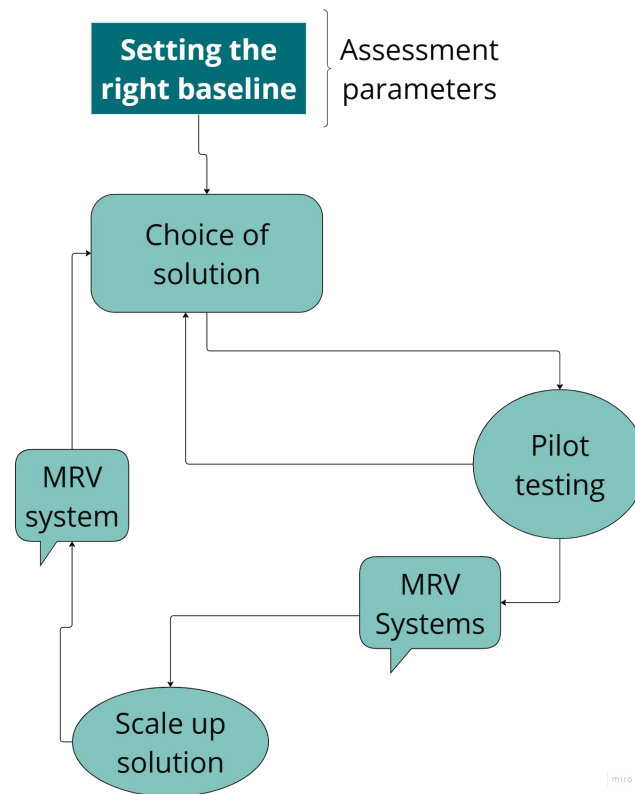 Setting the
right baseline
Assessment
parameters
Choice of
solution
Pilot
testing
MRV
system
MRV
Systems
Scale up
solution
miro